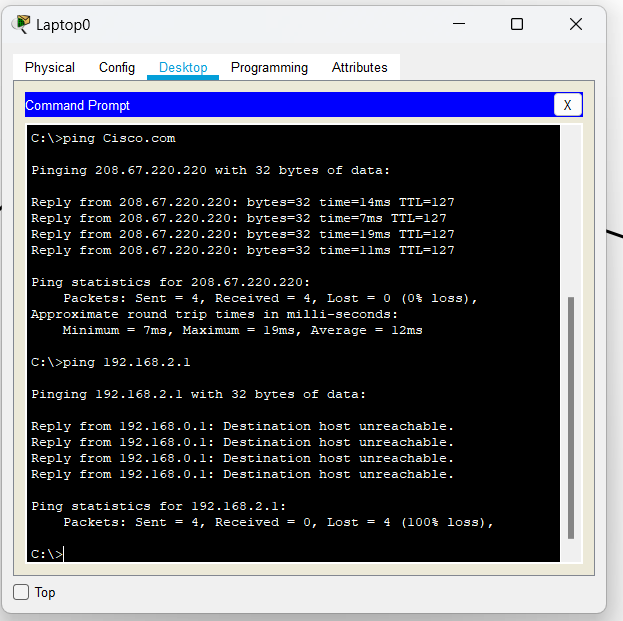 Laptop0
Physical Config Desktop Programming Attributes
Command Prompt
X
C:\>ping Cisco.com
Pinging 208.67.220.220 with 32 bytes of data:
Reply from 208.67.220.220: bytes=32 time=14ms TTL=127
Reply from 208.67.220.220: bytes=32 time=7ms TTL=127
Reply from 208.67.220.220: bytes=32 time=19ms TTL=127
Reply from 208.67.220.220: bytes=32 time=11ms TTL=127
Ping statistics for 208.67.220.220:
Packets: Sent = 4, Received = 4, Lost = 0 (0% loss),
Approximate round trip times in milli-seconds:
Minimum = 7ms, Maximum = 19ms, Average = 12ms
C:\>ping 192.168.2.1
Pinging 192.168.2.1 with 32 bytes of data:
Reply from 192.168.0.1: Destination host unreachable.
Reply from 192.168.0.1: Destination host unreachable.
Reply from 192.168.0.1: Destination host unreachable.
Reply from 192.168.0.1: Destination host unreachable.
Ping statistics for 192.168.2.1:
Packets: Sent = 4, Received = 0, Lost = 4 (100% loss),
C:\>
Top